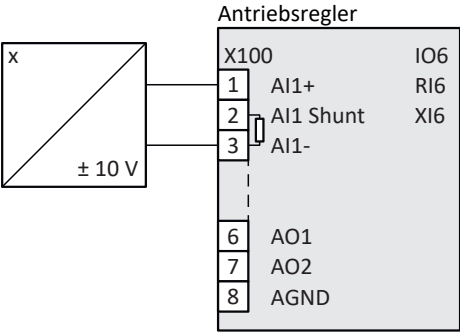 Antriebsregler
x
± 10 V
X100 IO6
1 AI1+ RI6
2 AI1 Shunt XI6
3 AI1-
6 AO1
7 AO2
8 AGND